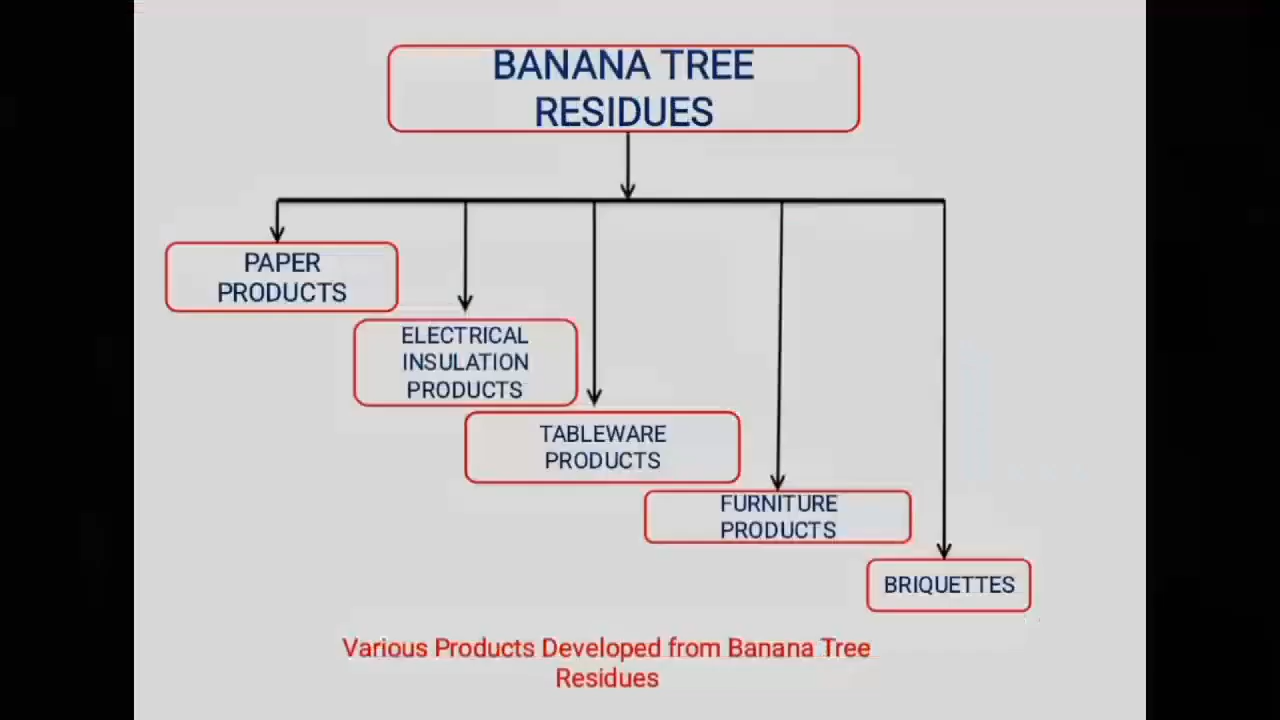 BANANA TREE
RESIDUES
PAPER
PRODUCTS
ELECTRICAL
INSULATION
PRODUCTS
TABLEWARE
PRODUCTS
FURNITURE
PRODUCTS
BRIQUETTES
Various Products Developed from Banana Tree
Residues